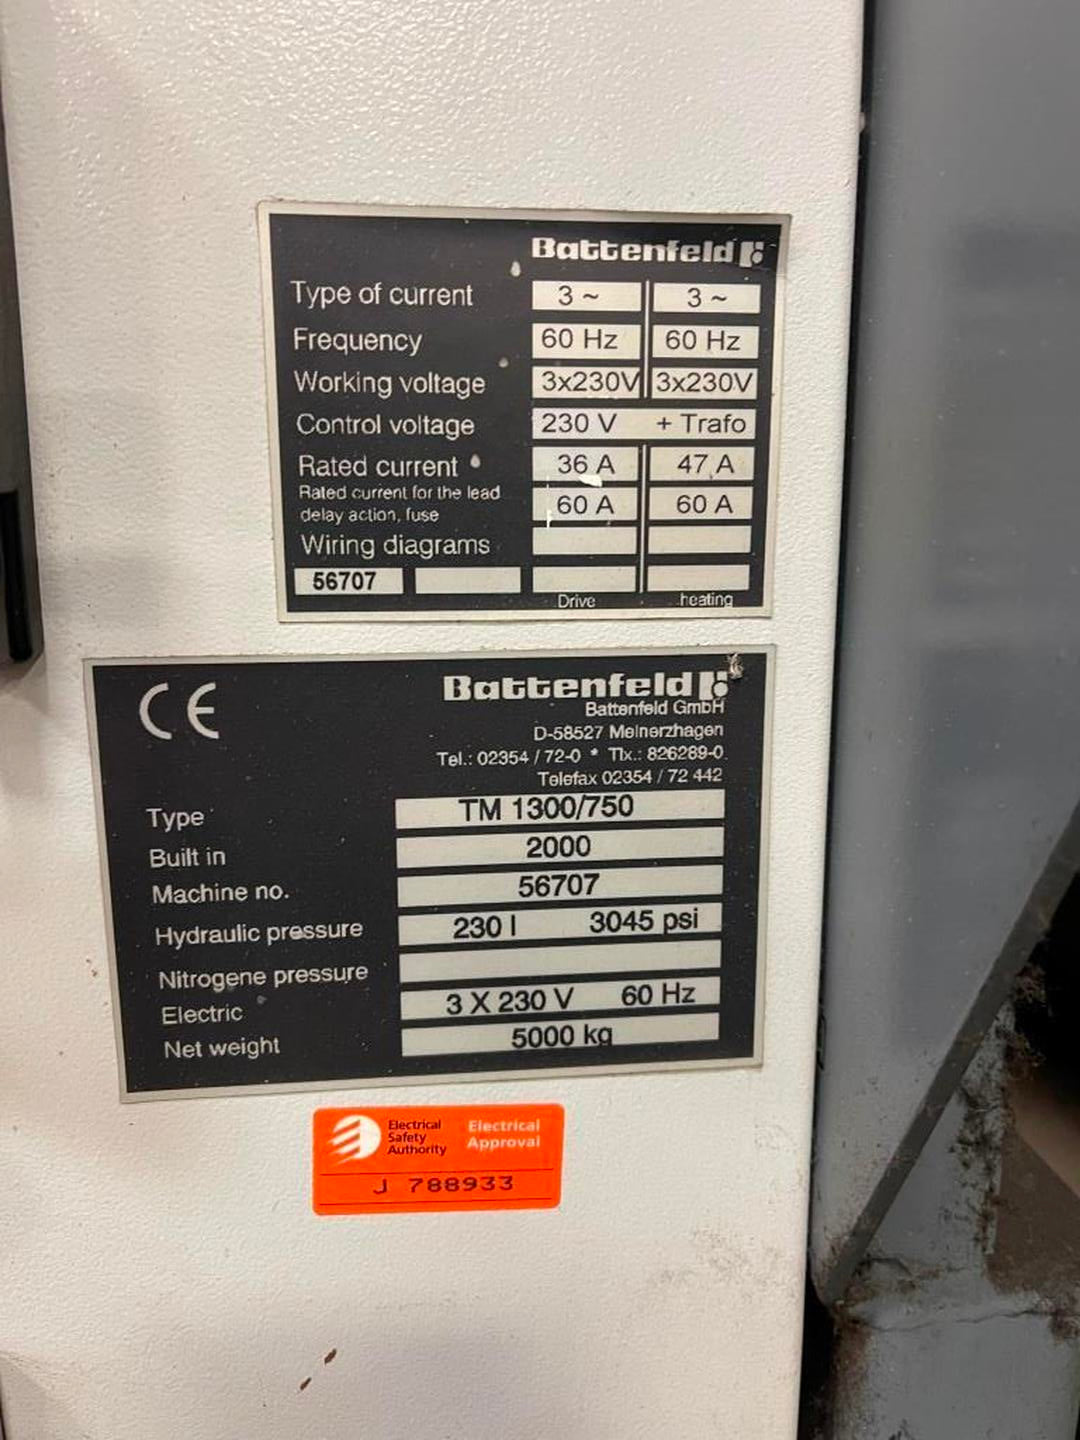 Battenfeld
Type of current 3 ~ 3 ~
Frequency 60 Hz 60 Hz
Working voltage 3x230V 3x230V
Control voltage 230 V + Trafo
Rated current 36 A 47 A
Rated current for the lead
delay action, fuse 60 A 60 A
Wiring diagrams
56707
Drive heating
CE
Battenfeld
Battenfeld GmbH
D-58527 Meinerzhagen
Tel.: 02354 / 72-0 * Tlx.: 826289-0
Telefax 02354 / 72 442
Type TM 1300/750
Built in 2000
Machine no. 56707
Hydraulic pressure 230 l 3045 psi
Nitrogene pressure
Electric 3 X 230 V 60 Hz
Net weight 5000 kg
Electrical
Safety
Authority
Electrical
Approval
J 788933